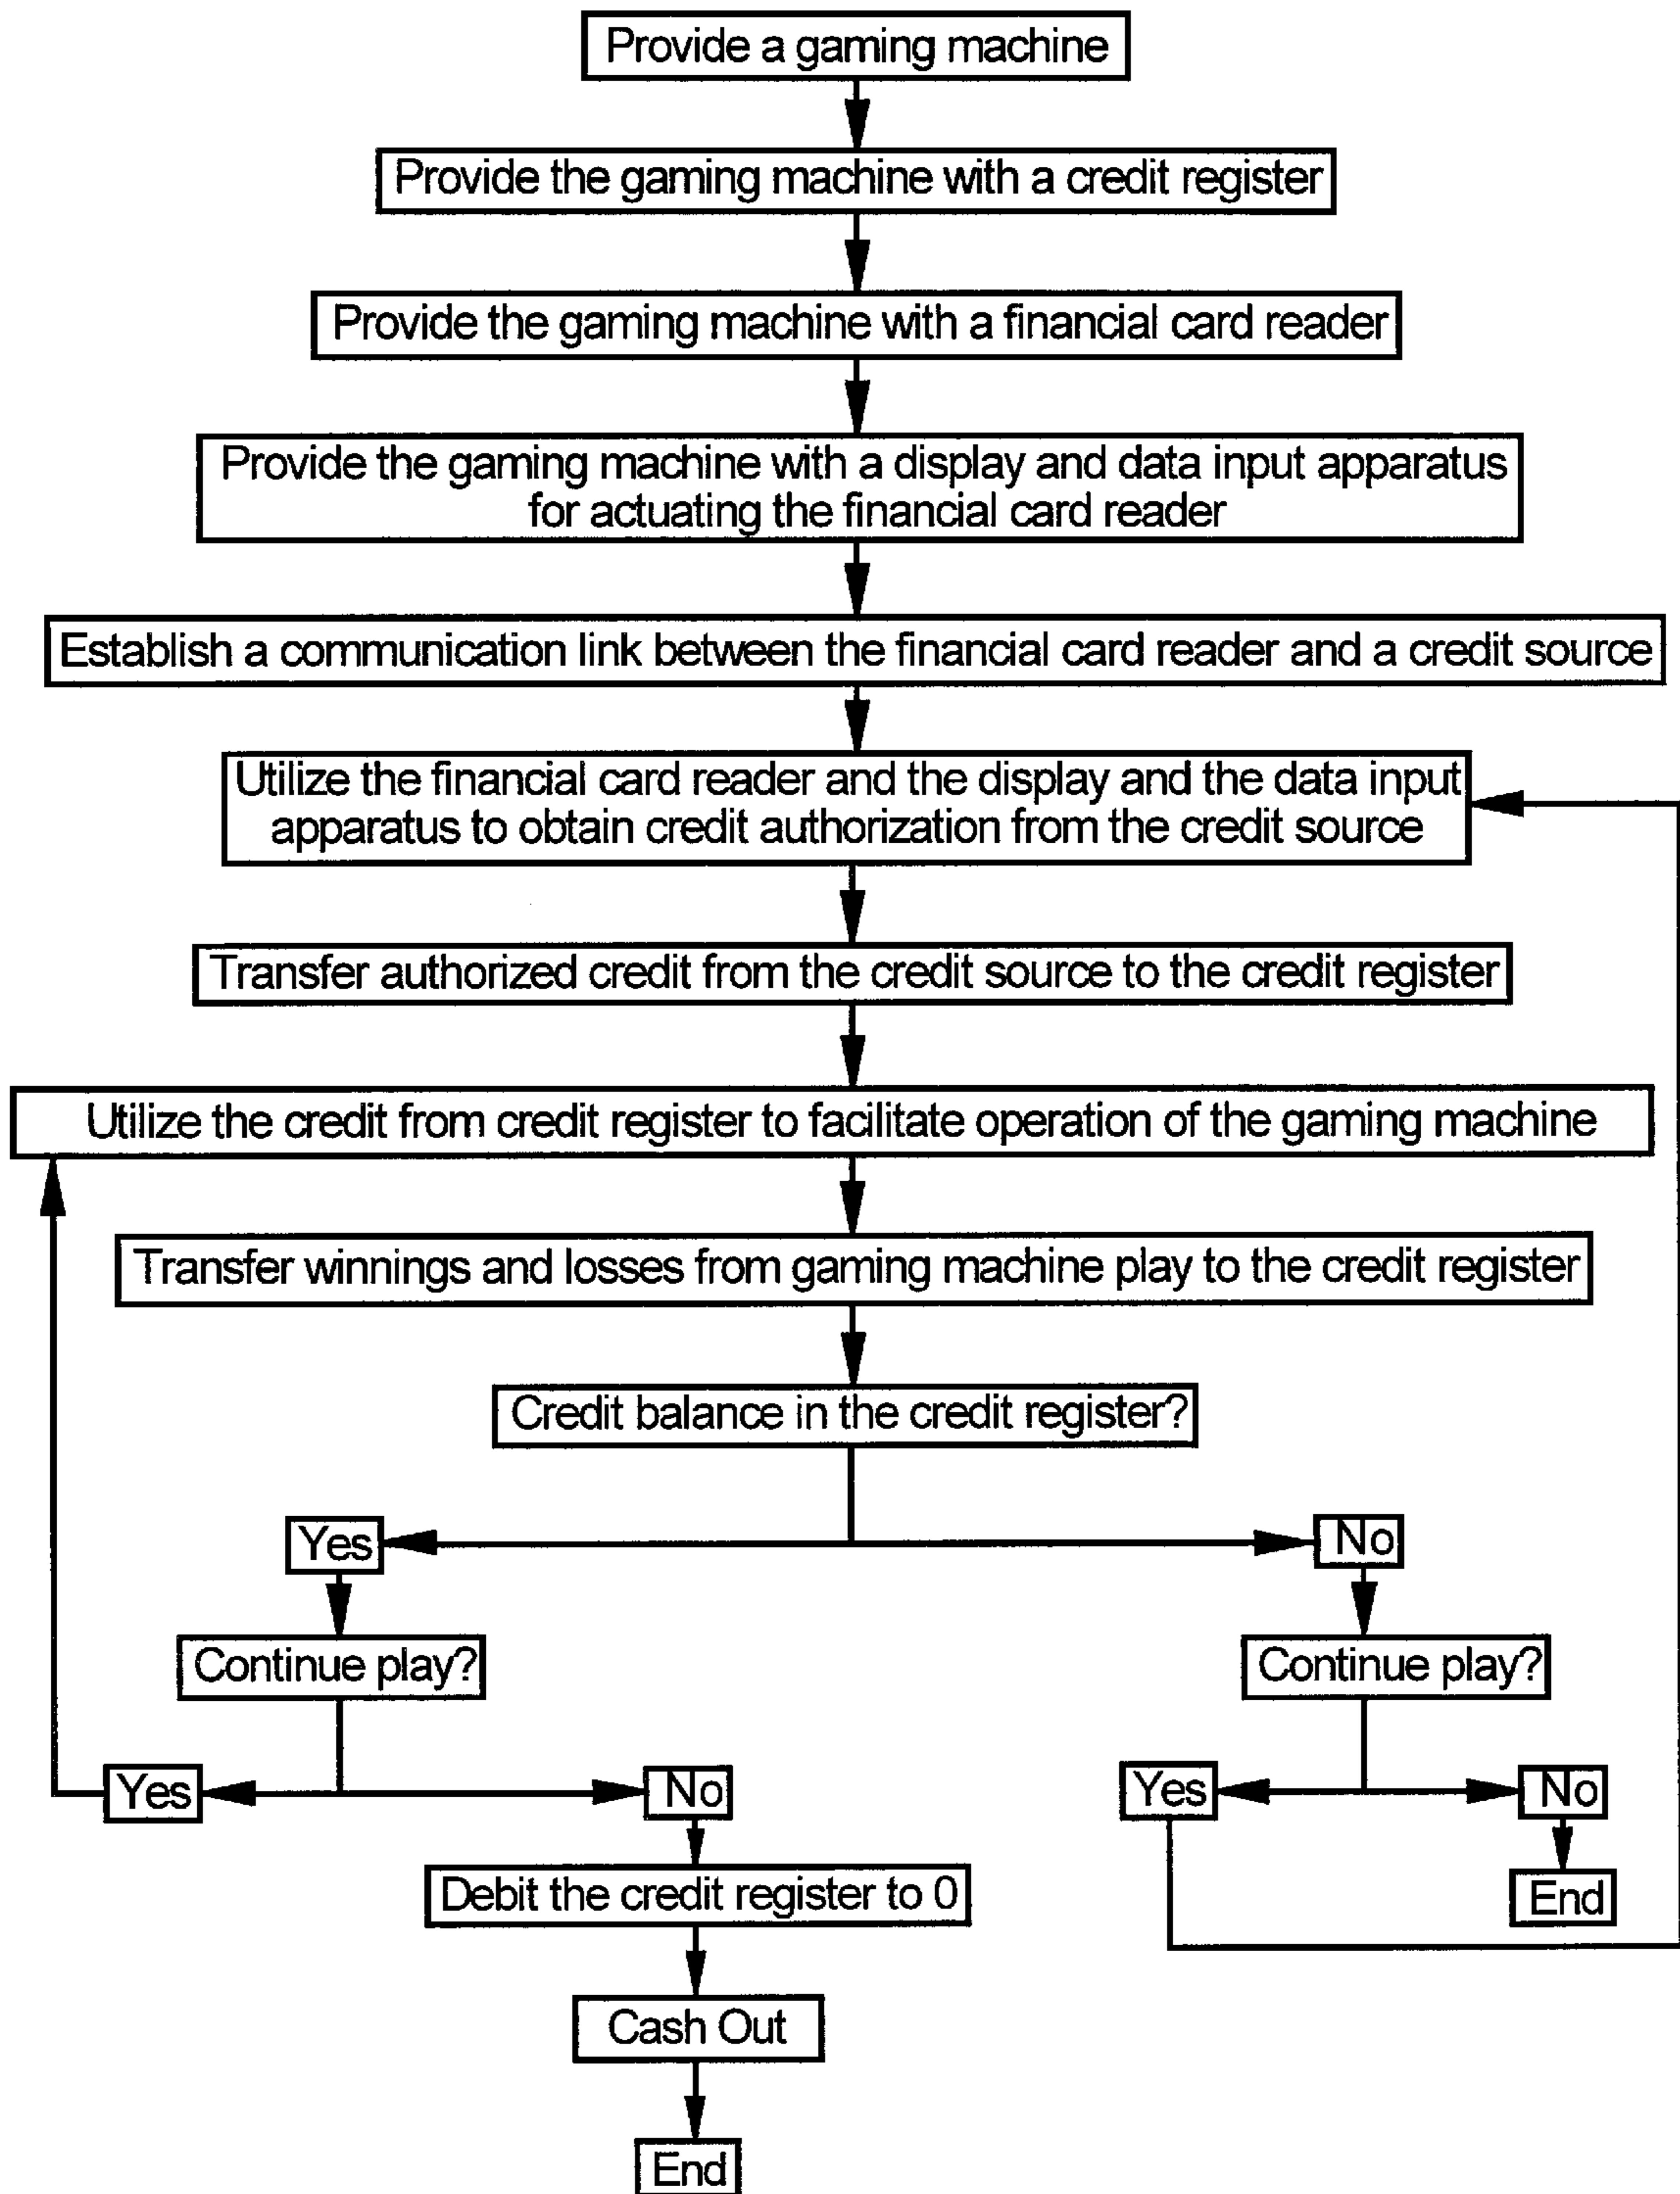 Provide a gaming machine
Provide the gaming machine with a credit register
Provide the gaming machine with a financial card reader
Provide the gaming machine with a display and data input apparatus
for actuating the financial card reader
Establish a communication link between the financial card reader and a credit source
Utilize the financial card reader and the display and the data input
apparatus to obtain credit authorization from the credit source
Transfer authorized credit from the credit source to the credit register
Utilize the credit from credit register to facilitate operation of the gaming machine
Transfer winnings and losses from gaming machine play to the credit register
Credit balance in the credit register?
Yes
No
Continue play?
Continue play?
Yes
No
Yes
No
Debit the credit register to 0
End
Cash Out
End